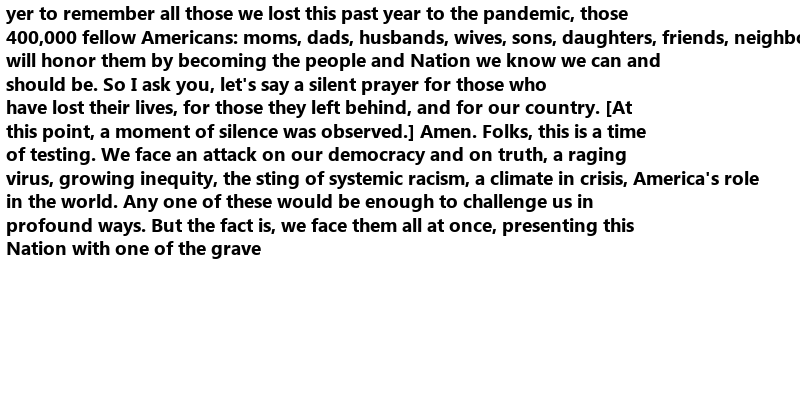 yer to remember all those we lost this past year to the pandemic, those
400,000 fellow Americans: moms, dads, husbands, wives, sons, daughters, friends,
will honor them by becoming the people and Nation we know we can and
should be. So I ask you, let's say a silent prayer for those who
have lost their lives, for those they left behind, and for our country. [At
this point, a moment of silence was observed.] Amen. Folks, this is a time
of testing. We face an attack on our democracy and on truth, a raging
virus, growing inequity, the sting of systemic racism, a climate in crisis, America's role
in the world. Any one of these would be enough to challenge us in
profound ways. But the fact is, we face them all at once, presenting this
Nation with one of the grave